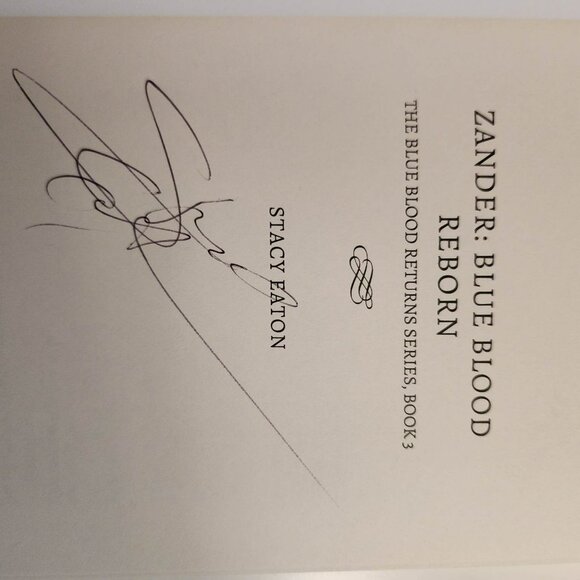 ZANDER: BLUE BLOOD
REBORN
THE BLUE BLOOD RETURNS SERIES, BOOK 3
STACY EATON